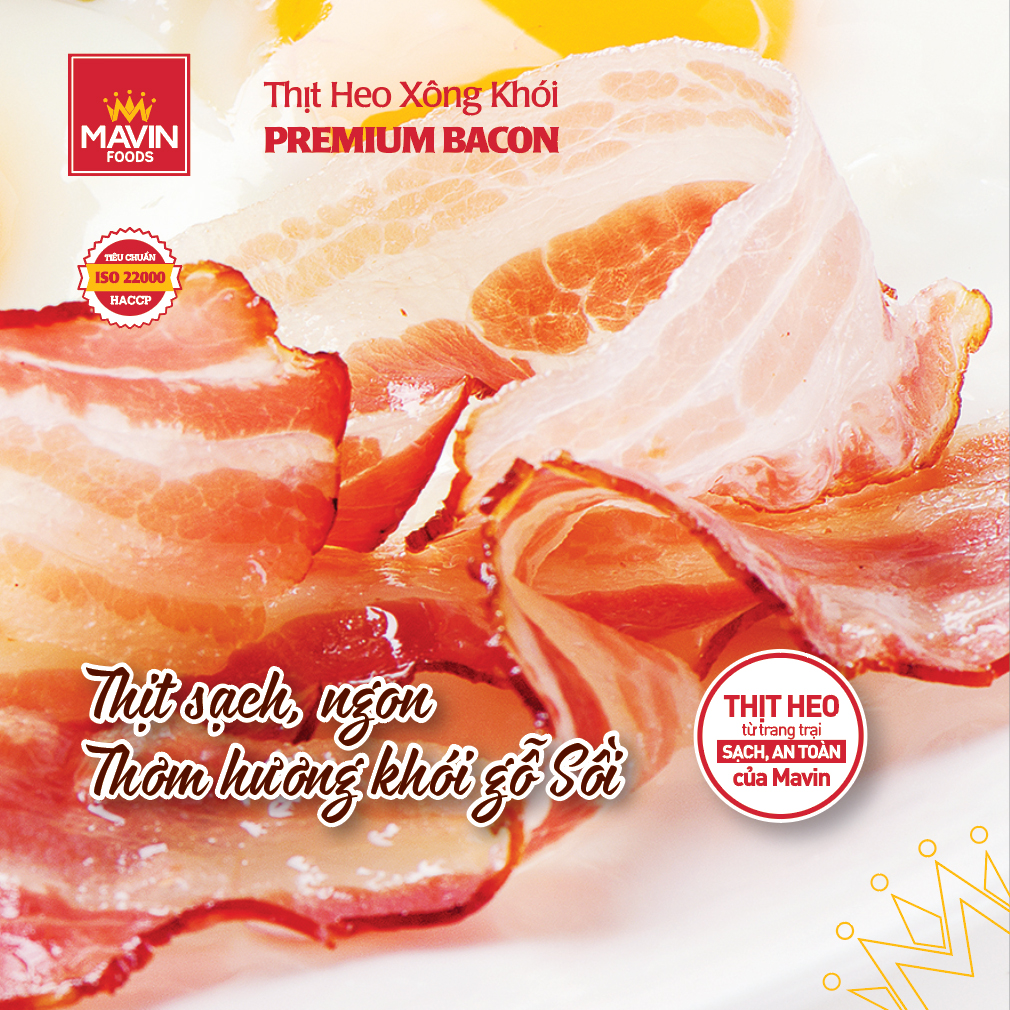 MAVIN
FOODS
Thịt Heo Xông Khói
PREMIUM BACON
TIÊU CHUẨN
ISO 22000
HACCP
Thịt sạch, ngon
Thơm hương khói gỗ Sồi
THỊT HEO
từ trang trại
SẠCH, AN TOÀN
của Mavin